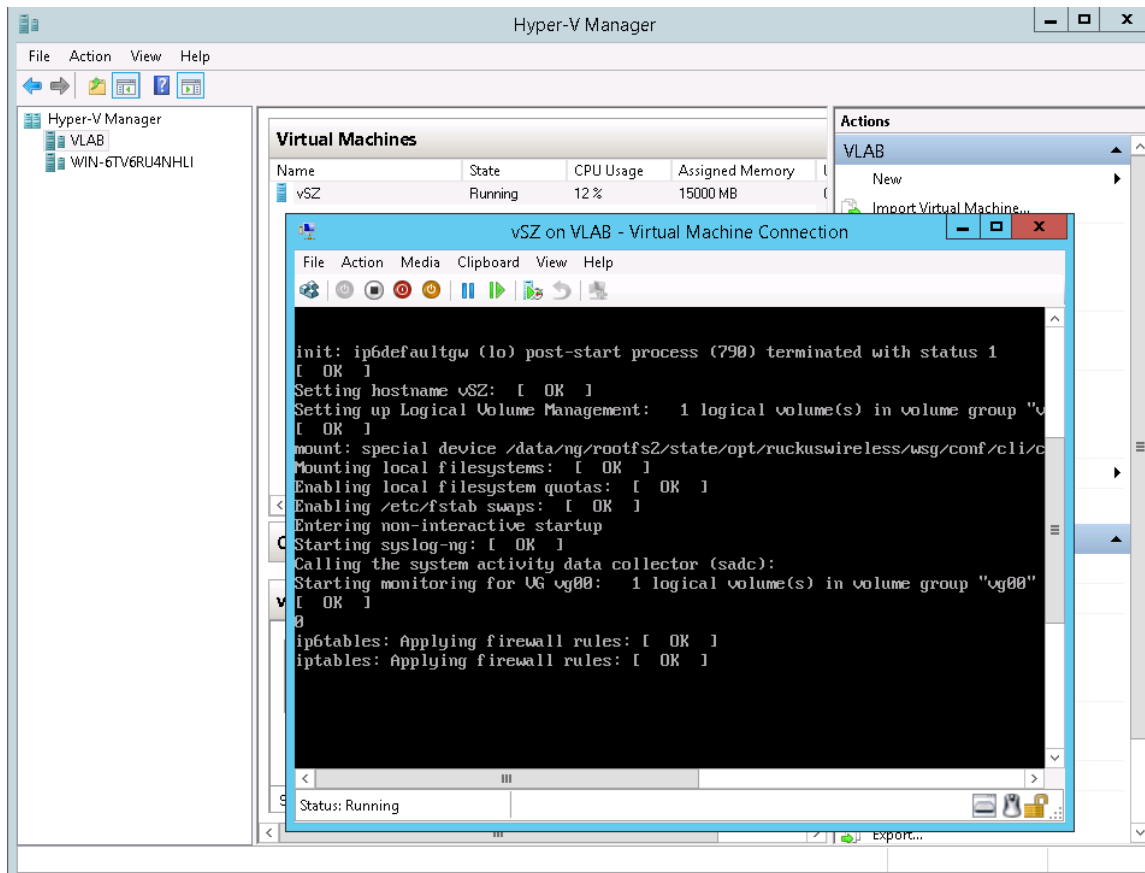 Hyper-V Manager
File Action View Help
Hyper-V Manager
VLAB
WIN-6TV6RU4NHLI
Virtual Machines
Name State CPU Usage Assigned Memory
vSZ Running 12 % 15000 MB
Actions
VLAB
New
Import Virtual Machine...
vSZ on VLAB - Virtual Machine Connection
File Action Media Clipboard View Help
init: ip6defaultgw (lo) post-start process (790) terminated with status 1
[ OK ]
Setting hostname vSZ: [ OK ]
Setting up Logical Volume Management: 1 logical volume(s) in volume group "v
[ OK ]
mount: special device /data/ng/rootfs2/state/opt/ruckuswireless/wsg/conf/cli/c
Mounting local filesystems: [ OK ]
Enabling local filesystem quotas: [ OK ]
Enabling /etc/fstab swaps: [ OK ]
Entering non-interactive startup
Starting syslog-ng: [ OK ]
Calling the system activity data collector (sadc):
Starting monitoring for VG vg00: 1 logical volume(s) in volume group "vg00"
[ OK ]
0
ip6tables: Applying firewall rules: [ OK ]
iptables: Applying firewall rules: [ OK ]
Status: Running
Export...